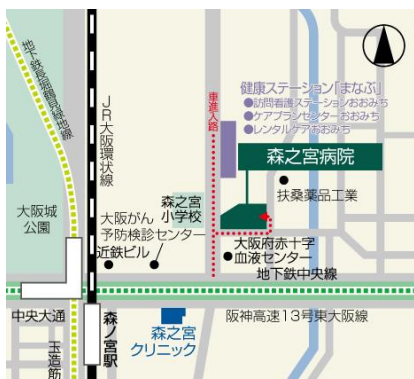 地下鉄長堀鶴見緑地線
JR大阪環状線
車進入路
健康ステーション「まなぶ」
●訪問看護ステーションおおみち
●ケアプランセンターおおみち
●レンタルケアおおみち
森之宮病院
扶桑薬品工業
森之宮
小学校
大阪城
公園
大阪がん
予防検診センター
近鉄ビル
大阪府赤十字
血液センター
地下鉄中央線
中央大通
森ノ宮駅
玉造筋
森之宮
クリニック
阪神高速13号東大阪線